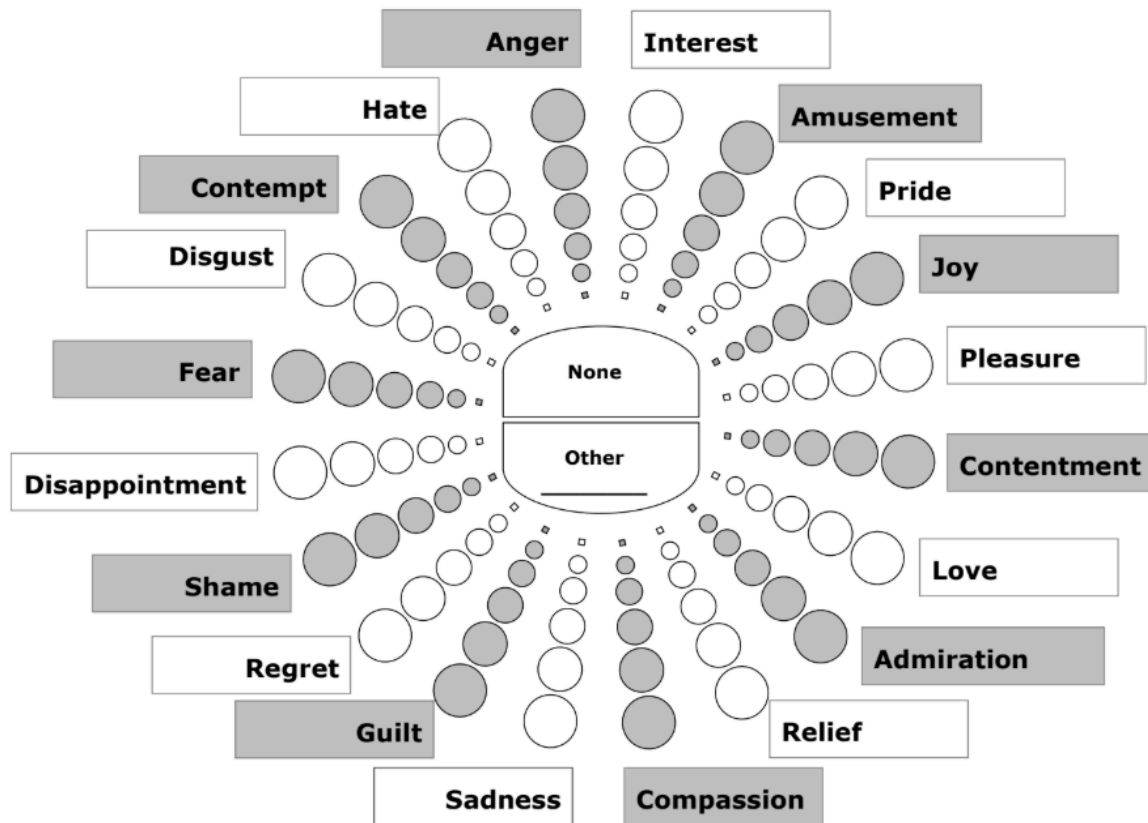 Anger
Interest
Hate
Amusement
Contempt
Pride
Disgust
Joy
Fear
None
Pleasure
Disappointment
Other
Contentment
Shame
Love
Regret
Admiration
Guilt
Relief
Sadness
Compassion